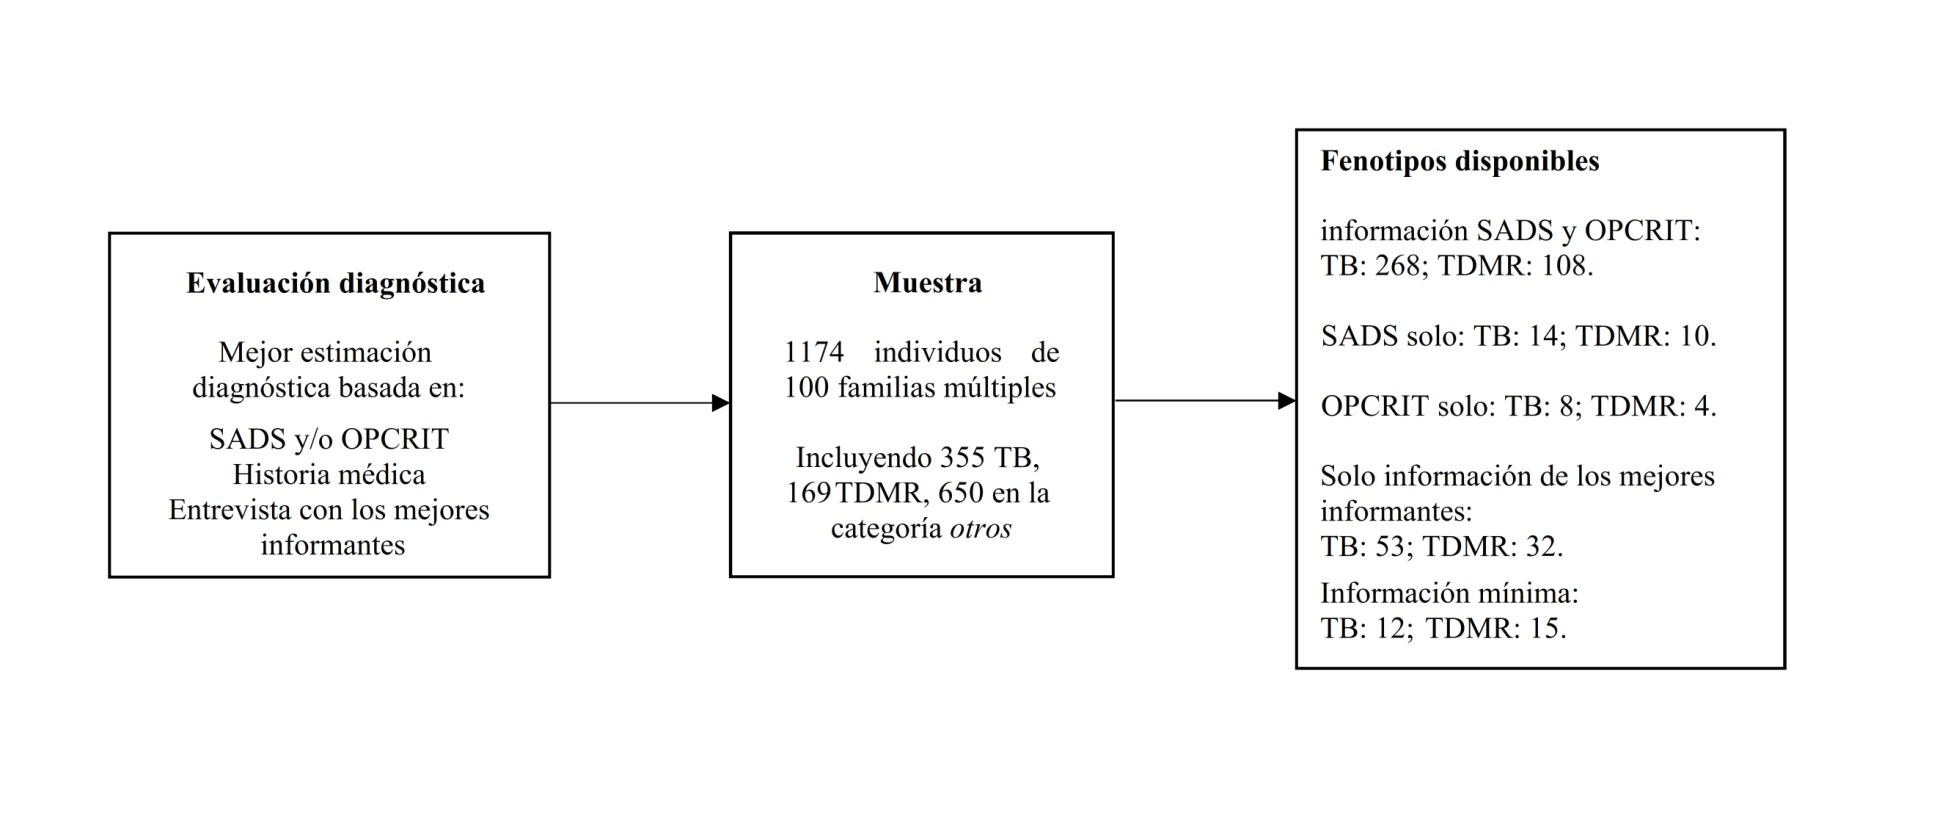 Evaluación diagnóstica
Mejor estimación
diagnóstica basada en:
SADS y/o OPCRIT
Historia médica
Entrevista con los mejores
informantes
Muestra
1174 individuos de
100 familias múltiples
Incluyendo 355 TB,
169 TDMR, 650 en la
categoría otros
Fenotipos disponibles
información SADS y OPCRIT:
TB: 268; TDMR: 108.
SADS solo: TB: 14; TDMR: 10.
OPCRIT solo: TB: 8; TDMR: 4.
Solo información de los mejores
informantes:
TB: 53; TDMR: 32.
Información mínima:
TB: 12; TDMR: 15.